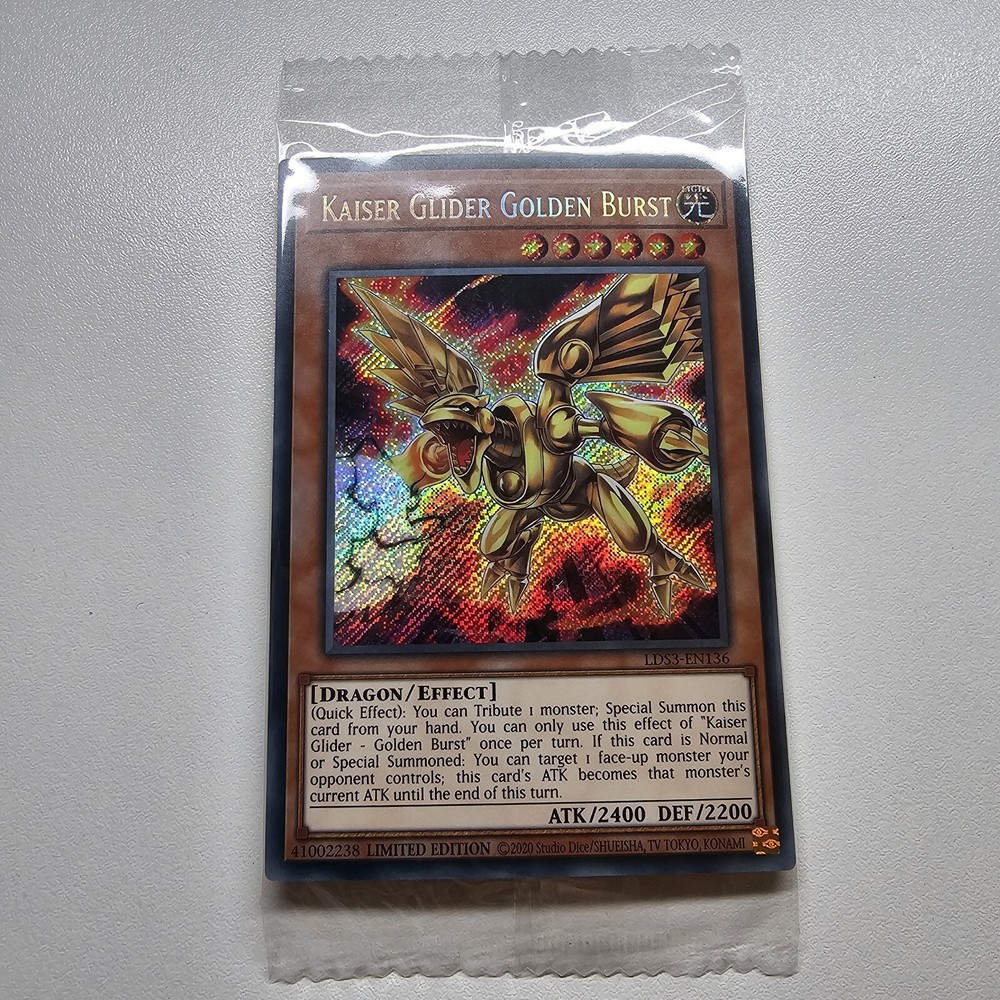 KAISER GLIDER GOLDEN BURST
LIGHT
光
LDS3-EN136
[DRAGON/EFFECT]
(Quick Effect): You can Tribute 1 monster; Special Summon this
card from your hand. You can only use this effect of "Kaiser
Glider - Golden Burst" once per turn. If this card is Normal
or Special Summoned: You can target 1 face-up monster your
opponent controls; this card's ATK becomes that monster's
current ATK until the end of this turn.
ATK/2400 DEF/2200
41002238 LIMITED EDITION ©2020 Studio Dice/SHUEISHA, TV TOKYO, KONAMI